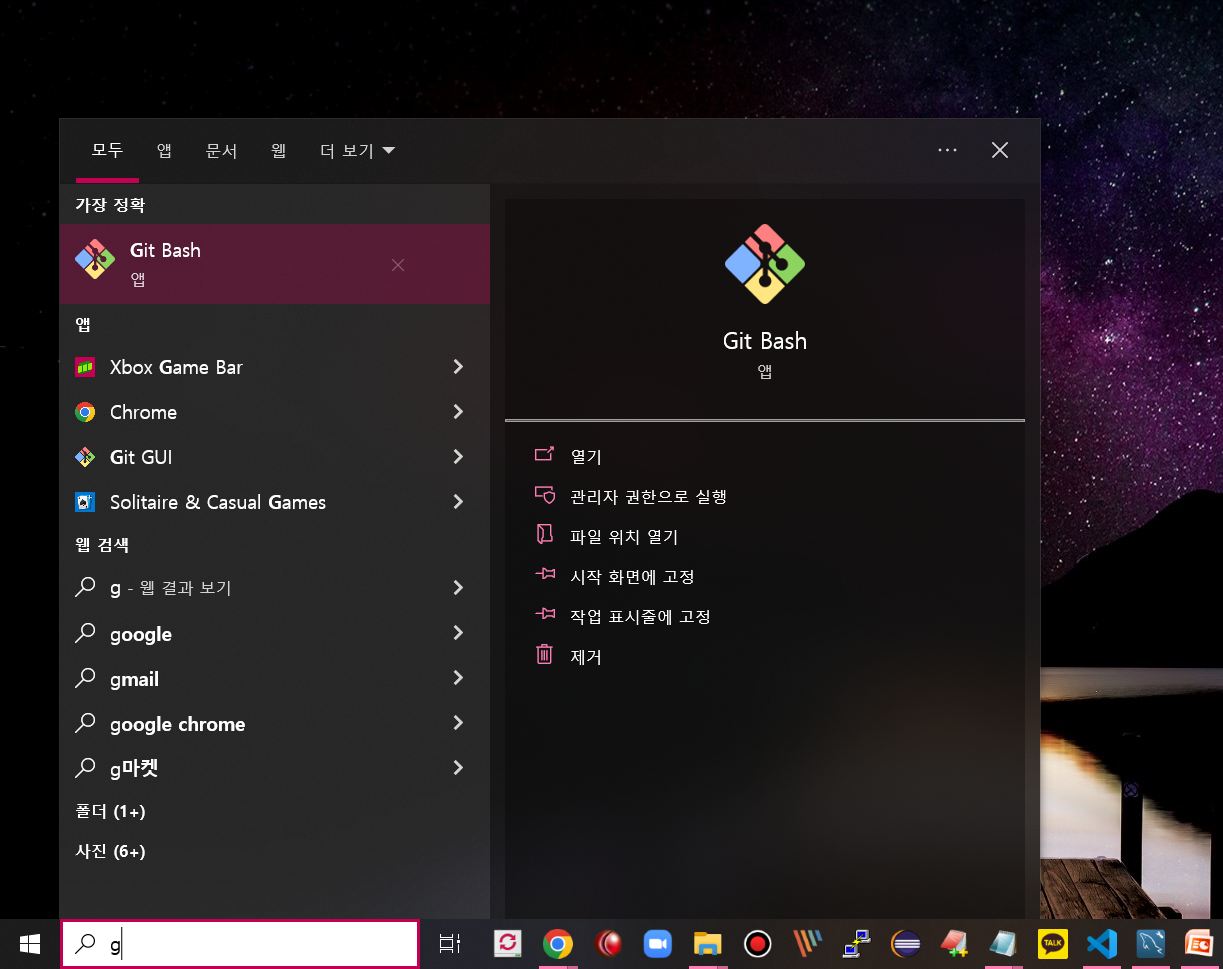 모두 앱 문서 웹 더 보기
가장 정확
Git Bash
앱
앱
Xbox Game Bar
Chrome
Git GUI
Solitaire & Casual Games
웹 검색
g - 웹 결과 보기
google
gmail
google chrome
g마켓
폴더 (1+)
사진 (6+)
Git Bash
앱
열기
관리자 권한으로 실행
파일 위치 열기
시작 화면에 고정
작업 표시줄에 고정
제거
g
TALK